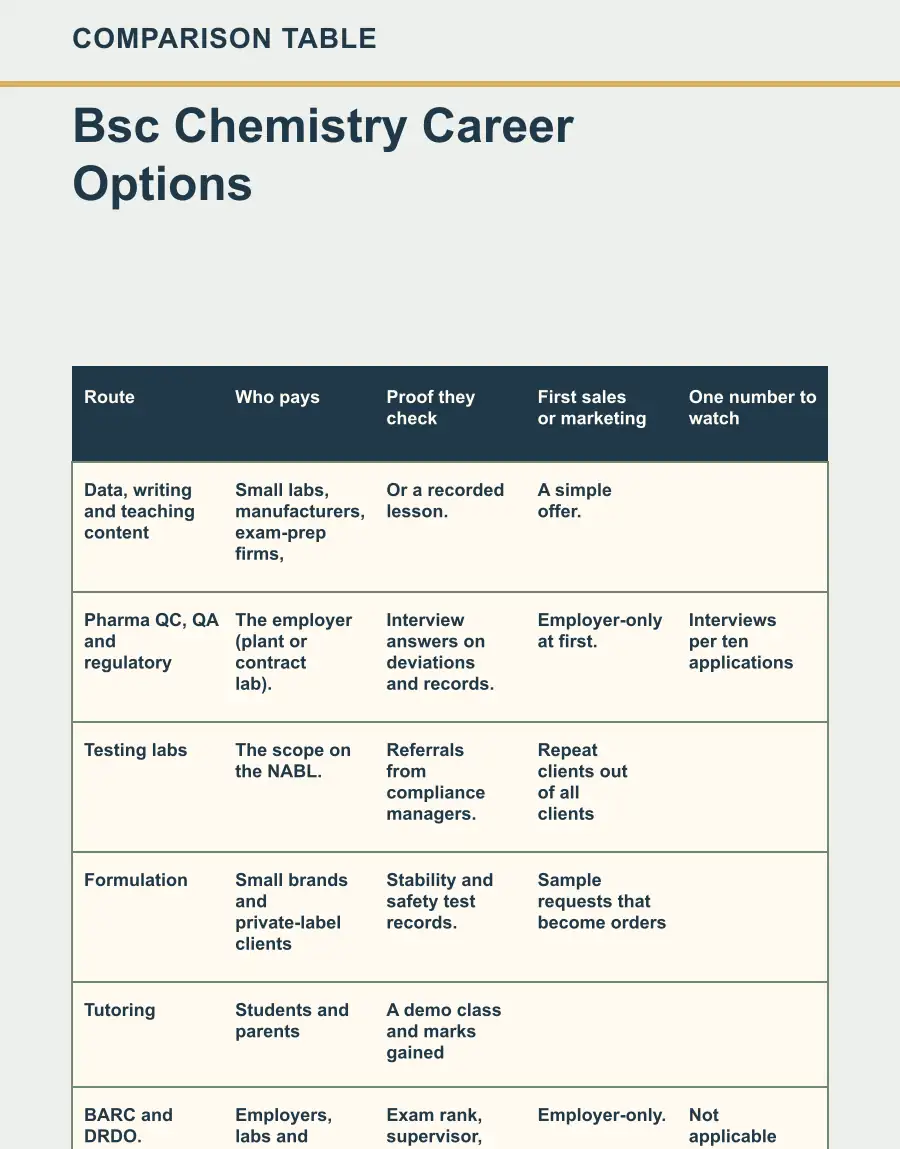 COMPARISON TABLE
Bsc Chemistry Career
Options
Route
Who pays
Proof they
check
First sales
or marketing
One number to
watch
Data, writing
and teaching
content
Small labs,
manufacturers,
exam-prep
firms,
Or a recorded
lesson.
A simple
offer.
Pharma QC, QA
and
regulatory
The employer
(plant or
contract
lab).
Interview
answers on
deviations
and records.
Employer-only
at first.
Interviews
per ten
applications
Testing labs
The scope on
the NABL.
Referrals
from
compliance
managers.
Repeat
clients out
of all
clients
Formulation
Small brands
and
private-label
clients
Stability and
safety test
records.
Sample
requests that
become orders
Tutoring
Students and
parents
A demo class
and marks
gained
BARC and
DRDO.
Employers,
labs and
Exam rank,
supervisor,
Employer-only.
Not
applicable